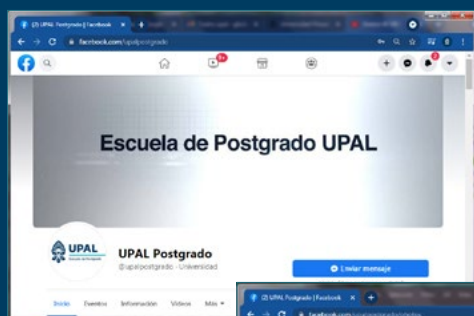 (2) UPAL Postgrado | Facebook
facebook.com/upalpostgrado
9+
Escuela de Postgrado UPAL
UPAL
UPAL Postgrado
@upalpostgrado - Universidad
Enviar mensaje
Inicio Eventos Información Videos Más
(2) UPAL Postgrado | Facebook